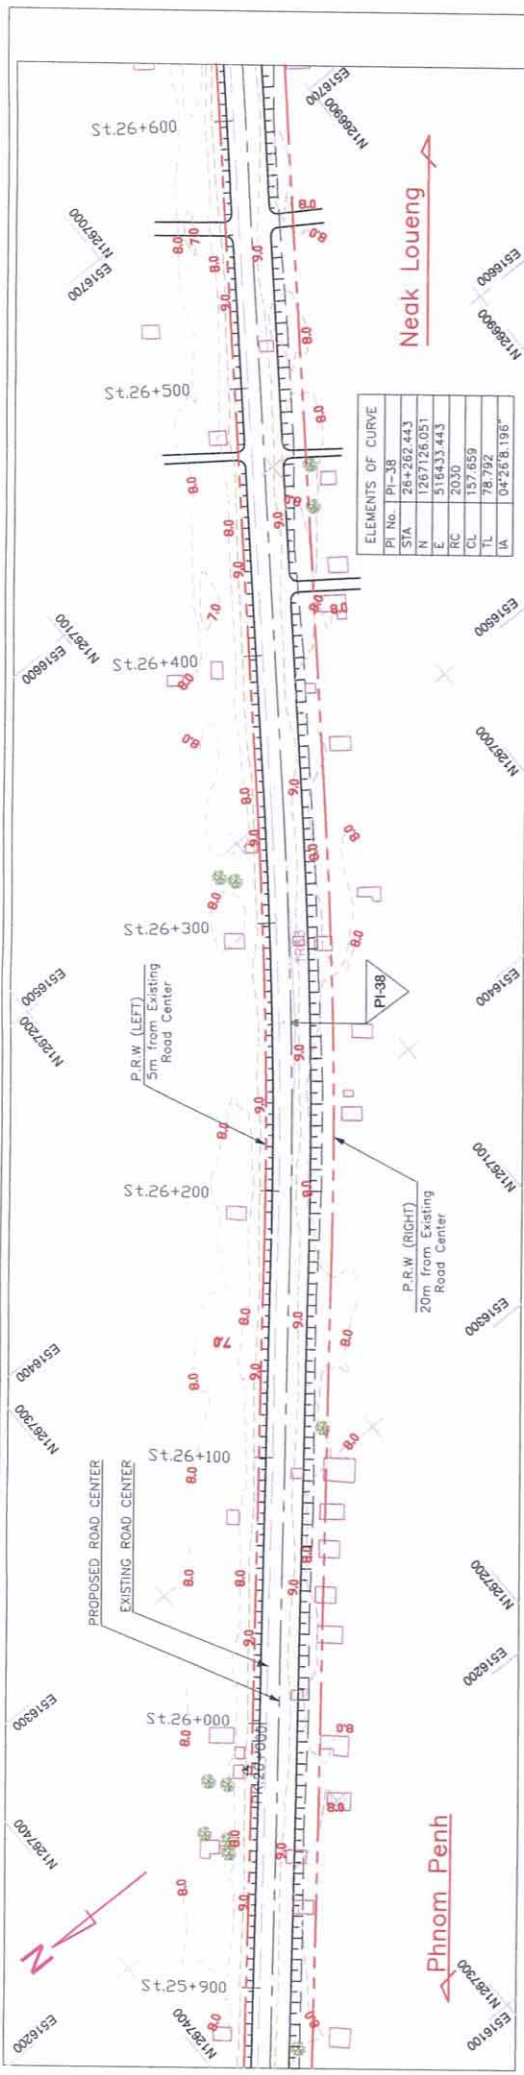 St.26+600
St.26+500
St.26+400
St.26+300
St.26+200
St.26+100
St.26+000
St.25+900
Neak Loueng
Phnom Penh
N
ELEMENTS OF CURVE
PI No. PI-38
STA 26+262.443
N 1267126.051
E 516433.443
RC 2030
CL 157.659
TL 78.792
IA 04°26'8.196"
P.R.W (LEFT)
5m from Existing
Road Center
P.R.W (RIGHT)
20m from Existing
Road Center
PI-38
PROPOSED ROAD CENTER
EXISTING ROAD CENTER
E516700
N1266900
N1267000
E516700
E516600
N1266900
N1267100
E516600
E516500
N1267000
E516500
N1267200
E516400
N1267100
E516400
N1267300
E516300
N1267200
E516300
E516200
N1267400
N1267300
E516200
N1267400
E516100
8.0
7.0
9.0